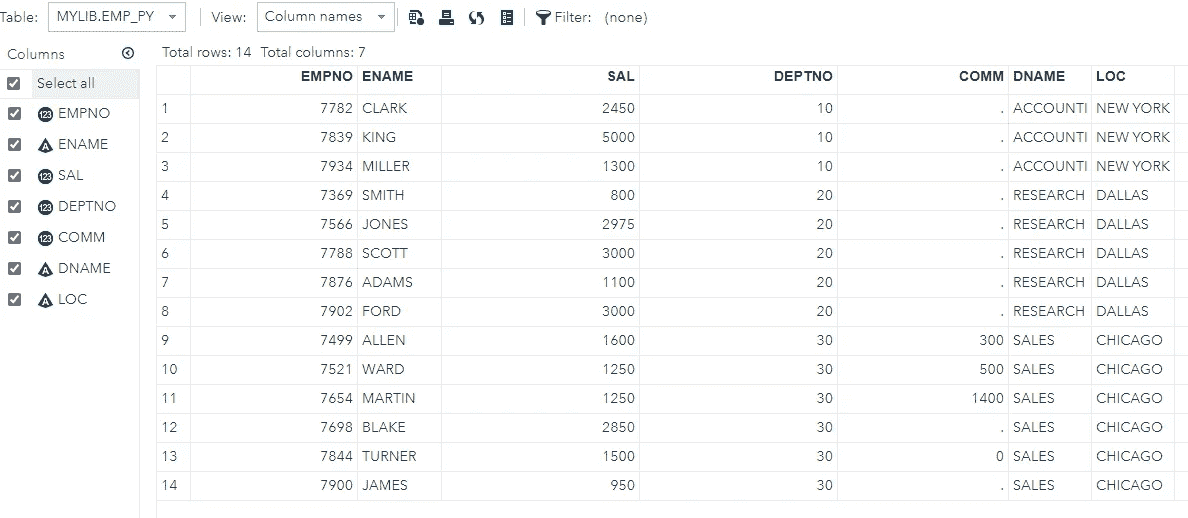 Table: MYLIB.EMP_PY View: Column names Filter: (none)
Columns
Select all
EMPNO
ENAME
SAL
DEPTNO
COMM
DNAME
LOC
Total rows: 14 Total columns: 7
EMPNO ENAME SAL DEPTNO COMM DNAME LOC
1 7782 CLARK 2450 10 . ACCOUNTI NEW YORK
2 7839 KING 5000 10 . ACCOUNTI NEW YORK
3 7934 MILLER 1300 10 . ACCOUNTI NEW YORK
4 7369 SMITH 800 20 . RESEARCH DALLAS
5 7566 JONES 2975 20 . RESEARCH DALLAS
6 7788 SCOTT 3000 20 . RESEARCH DALLAS
7 7876 ADAMS 1100 20 . RESEARCH DALLAS
8 7902 FORD 3000 20 . RESEARCH DALLAS
9 7499 ALLEN 1600 30 300 SALES CHICAGO
10 7521 WARD 1250 30 500 SALES CHICAGO
11 7654 MARTIN 1250 30 1400 SALES CHICAGO
12 7698 BLAKE 2850 30 . SALES CHICAGO
13 7844 TURNER 1500 30 0 SALES CHICAGO
14 7900 JAMES 950 30 . SALES CHICAGO